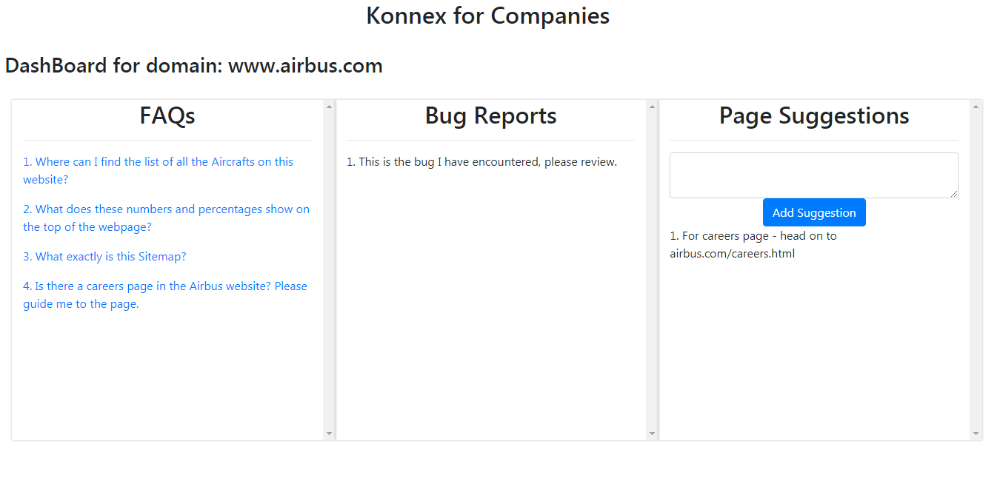 Konnex for Companies
DashBoard for domain: www.airbus.com
FAQs
1. Where can I find the list of all the Aircrafts on this
website?
2. What does these numbers and percentages show on
the top of the webpage?
3. What exactly is this Sitemap?
4. Is there a careers page in the Airbus website? Please
guide me to the page.
Bug Reports
1. This is the bug I have encountered, please review.
Page Suggestions
Add Suggestion
1. For careers page - head on to
airbus.com/careers.html